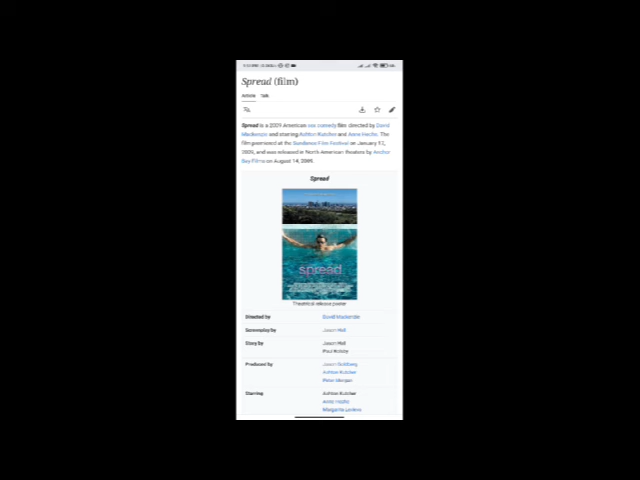 Spread (film)
Article Talk
Spread is a 2009 American sex comedy film directed by David
Mackenzie and starring Ashton Kutcher and Anne Heche. The
film premiered at the Sundance Film Festival on January 17,
2009, and was released in North American theaters by Anchor
Bay Films on August 14, 2009.
Spread
spread
Theatrical release poster
Directed by David Mackenzie
Screenplay by Jason Hall
Story by Jason Hall
Paul Kolsby
Produced by Jason Goldberg
Ashton Kutcher
Peter Morgan
Starring Ashton Kutcher
Anne Heche
Margarita Levieva